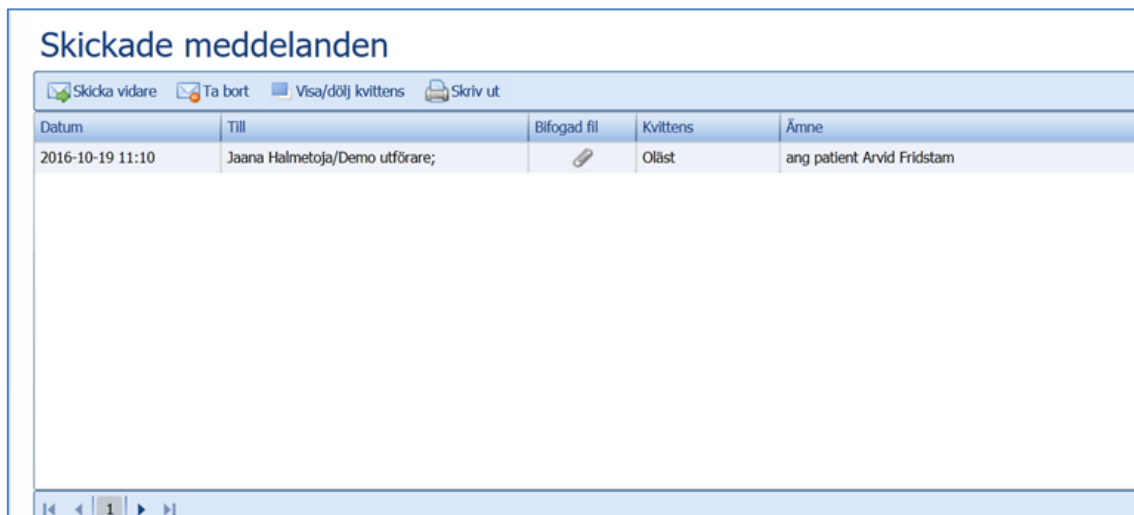 Skickade meddelanden
Skicka vidare Ta bort Visa/dölj kvittens Skriv ut
Datum Till Bifogad fil Kvittens Ämne
2016-10-19 11:10 Jaana Halmetoja/Demo utförare; Oläst ang patient Arvid Fridstam
1